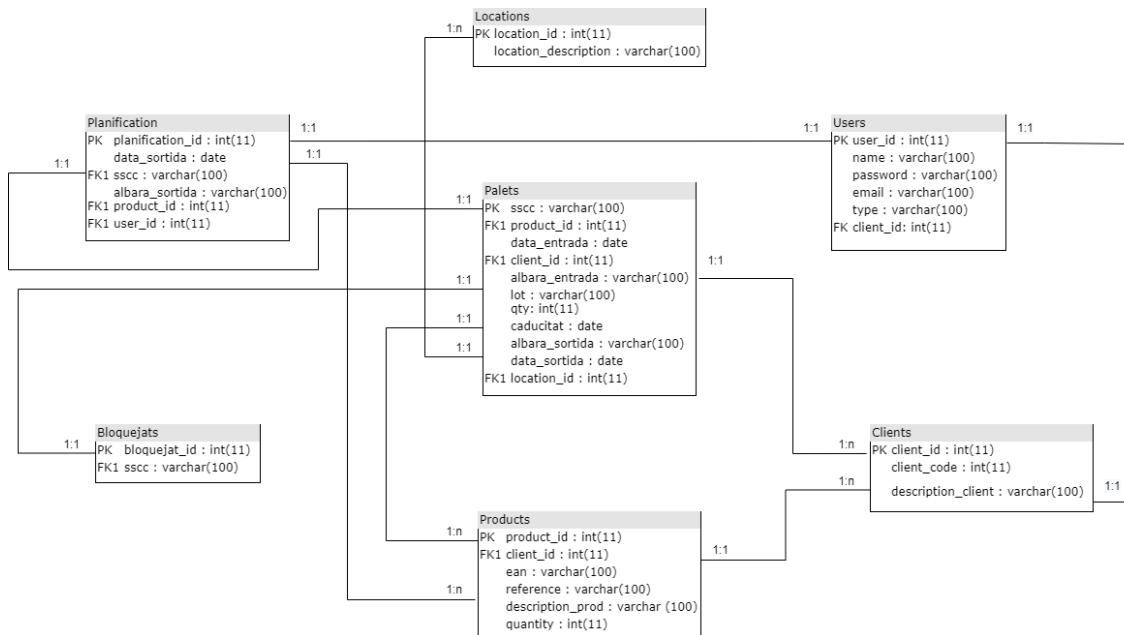 Locations
1:n
PK location_id : int(11)
location_description : varchar(100)
Planification
PK planification_id : int(11)
data_sortida : date
FK1 sscc : varchar(100)
albara_sortida : varchar(100)
FK1 product_id : int(11)
FK1 user_id : int(11)
1:1
1:1
1:1
1:1
Users
PK user_id : int(11)
name : varchar(100)
password : varchar(100)
email : varchar(100)
type : varchar(100)
FK client_id: int(11)
1:1
Palets
PK sscc : varchar(100)
FK1 product_id : int(11)
data_entrada : date
FK1 client_id : int(11)
albara_entrada : varchar(100)
lot : varchar(100)
qty: int(11)
caducitat : date
albara_sortida : varchar(100)
data_sortida : date
FK1 location_id : int(11)
1:1
1:1
1:1
1:1
1:1
Bloquejats
PK bloquejat_id : int(11)
FK1 sscc : varchar(100)
1:1
Clients
PK client_id : int(11)
client_code : int(11)
description_client : varchar(100)
1:n
1:n
1:1
Products
PK product_id : int(11)
FK1 client_id : int(11)
ean : varchar(100)
reference : varchar(100)
description_prod : varchar (100)
quantity : int(11)
1:n
1:n
1:1